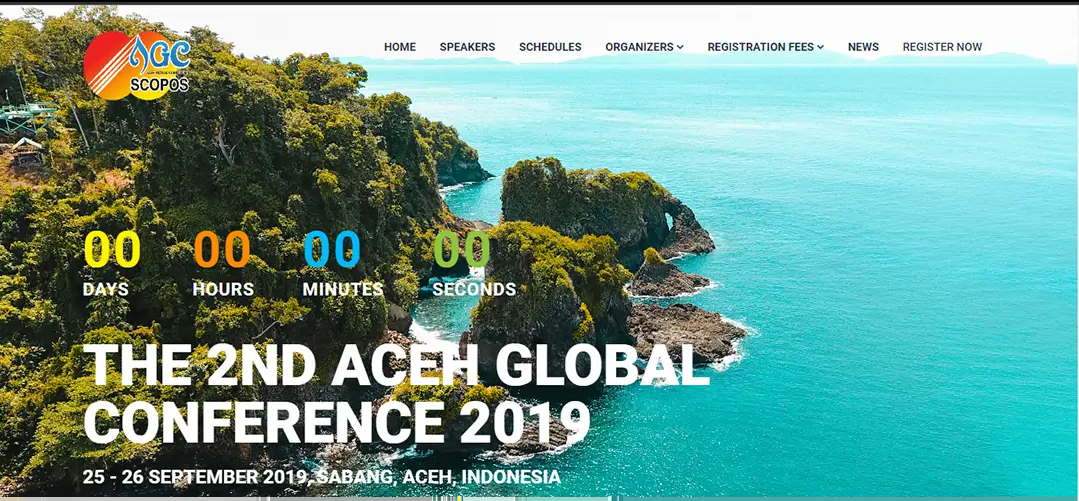 AGC
SCOPOS
HOME SPEAKERS SCHEDULES ORGANIZERS REGISTRATION FEES NEWS REGISTER NOW
00 00 00 00
DAYS HOURS MINUTES SECONDS
THE 2ND ACEH GLOBAL
CONFERENCE 2019
25 - 26 SEPTEMBER 2019, SABANG, ACEH, INDONESIA